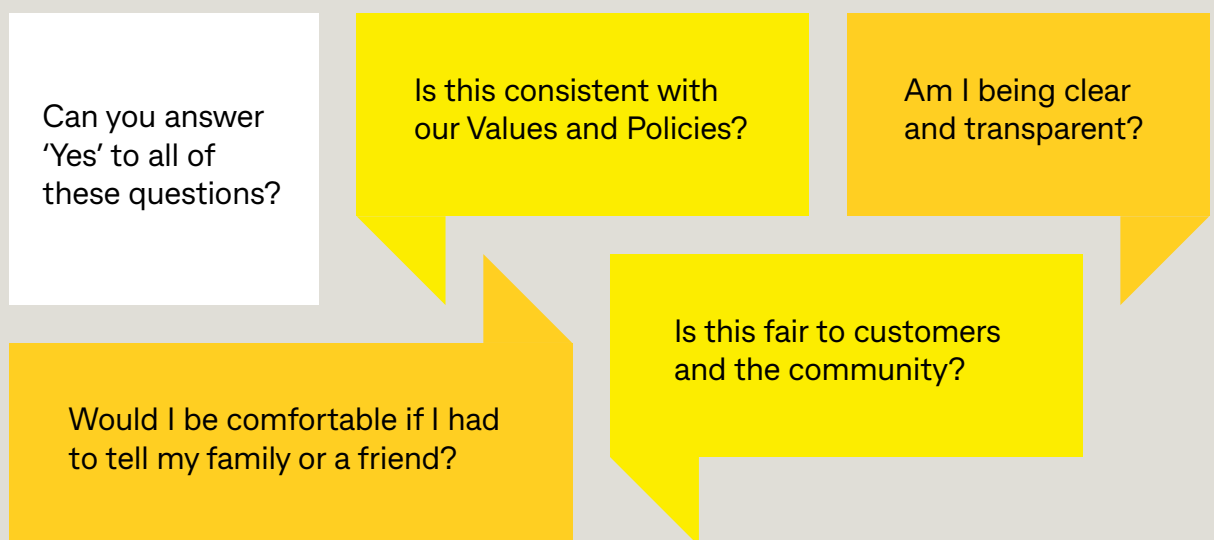 Can you answer
‘Yes’ to all of
these questions?
Is this consistent with
our Values and Policies?
Am I being clear
and transparent?
Would I be comfortable if I had
to tell my family or a friend?
Is this fair to customers
and the community?